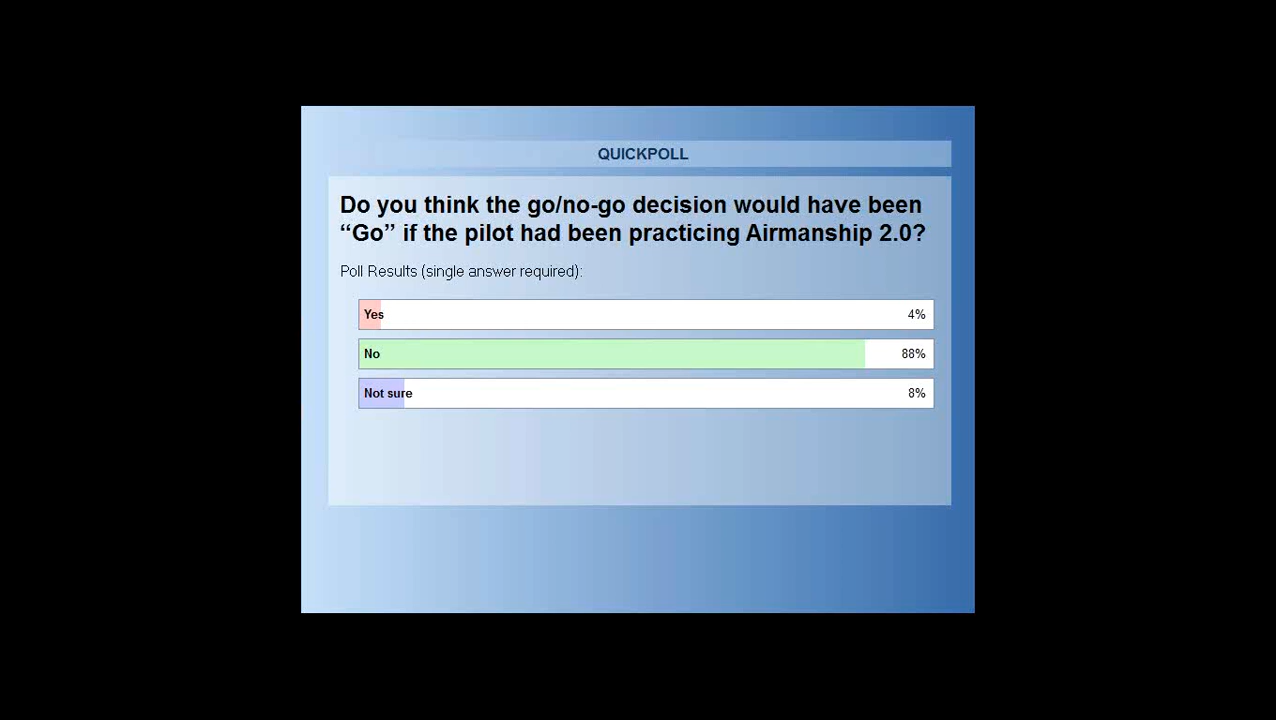 QUICKPOLL
Do you think the go/no-go decision would have been
“Go” if the pilot had been practicing Airmanship 2.0?
Poll Results (single answer required):
Yes 4%
No 88%
Not sure 8%